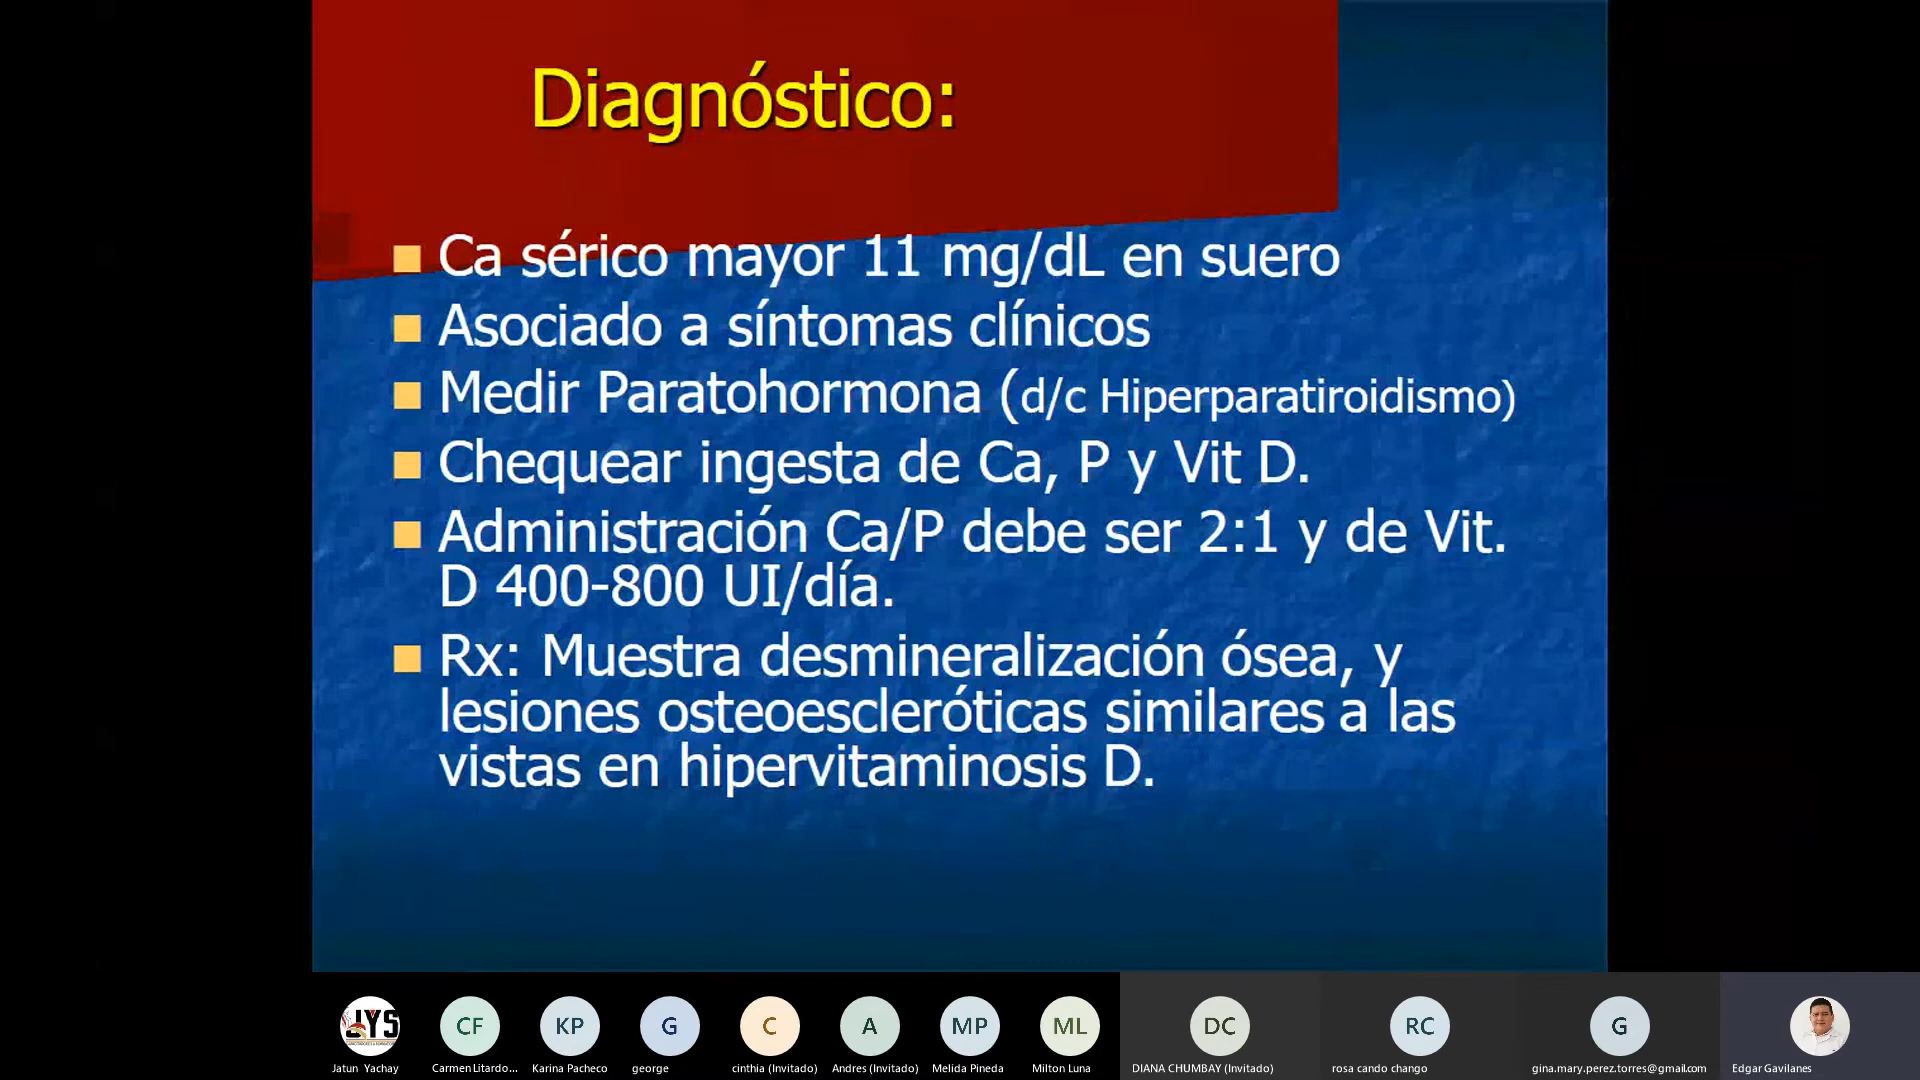 Diagnóstico:
Ca sérico mayor 11 mg/dL en suero
Asociado a síntomas clínicos
Medir Paratohormona (d/c Hiperparatiroidismo)
Chequear ingesta de Ca, P y Vit D.
Administración Ca/P debe ser 2:1 y de Vit.
D 400-800 UI/día.
Rx: Muestra desmineralización ósea, y
lesiones osteoescleróticas similares a las
vistas en hipervitaminosis D.
JYS
CF
KP
G
C
A
MP
ML
DC
RC
G
Jatun Yachay
Carmen Litardo...
Karina Pacheco
george
cinthia (Invitado)
Andres (Invitado)
Melida Pineda
Milton Luna
DIANA CHUMBAY (Invitado)
rosa cando chango
gina.mary.perez.torres@gmail.com
Edgar Gavilanes